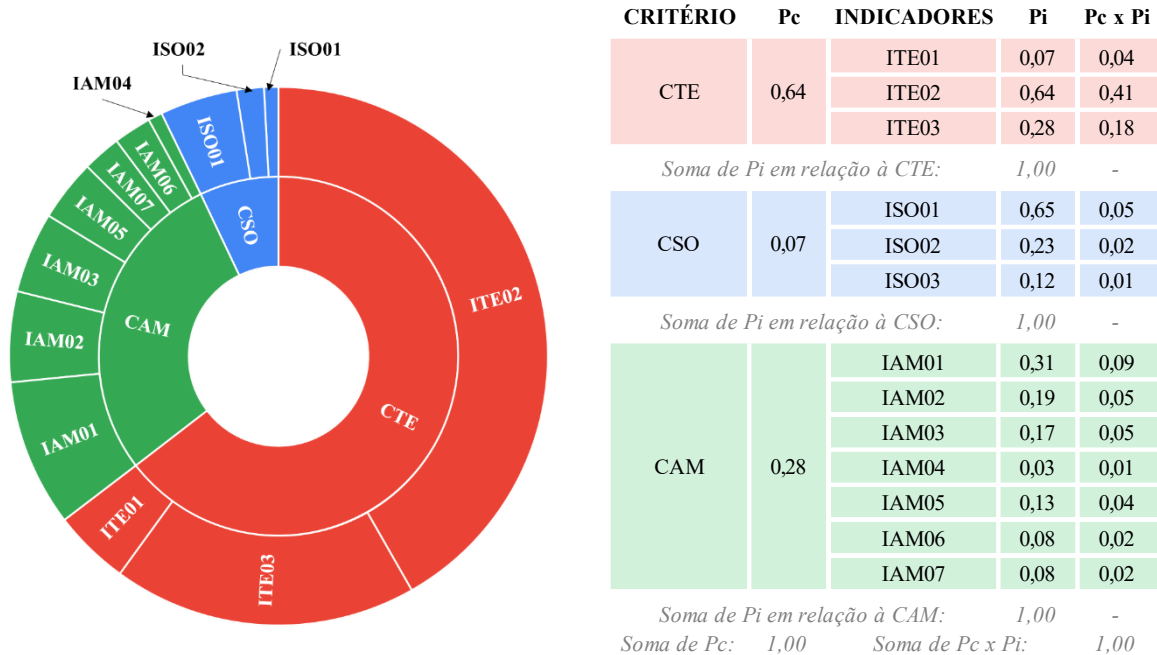 ISO02
ISO01
IAM04
ISO01
IAM06
IAM07
IAM05
IAM03
IAM02
IAM01
CSO
CAM
CTE
ITE02
ITE01
ITE03
CRITÉRIO Pc INDICADORES Pi Pc x Pi
ITE01 0,07 0,04
CTE 0,64 ITE02 0,64 0,41
ITE03 0,28 0,18
Soma de Pi em relação à CTE: 1,00 -
ISO01 0,65 0,05
CSO 0,07 ISO02 0,23 0,02
ISO03 0,12 0,01
Soma de Pi em relação à CSO: 1,00 -
IAM01 0,31 0,09
IAM02 0,19 0,05
IAM03 0,17 0,05
CAM 0,28 IAM04 0,03 0,01
IAM05 0,13 0,04
IAM06 0,08 0,02
IAM07 0,08 0,02
Soma de Pi em relação à CAM: 1,00 -
Soma de Pc: 1,00 Soma de Pc x Pi: 1,00